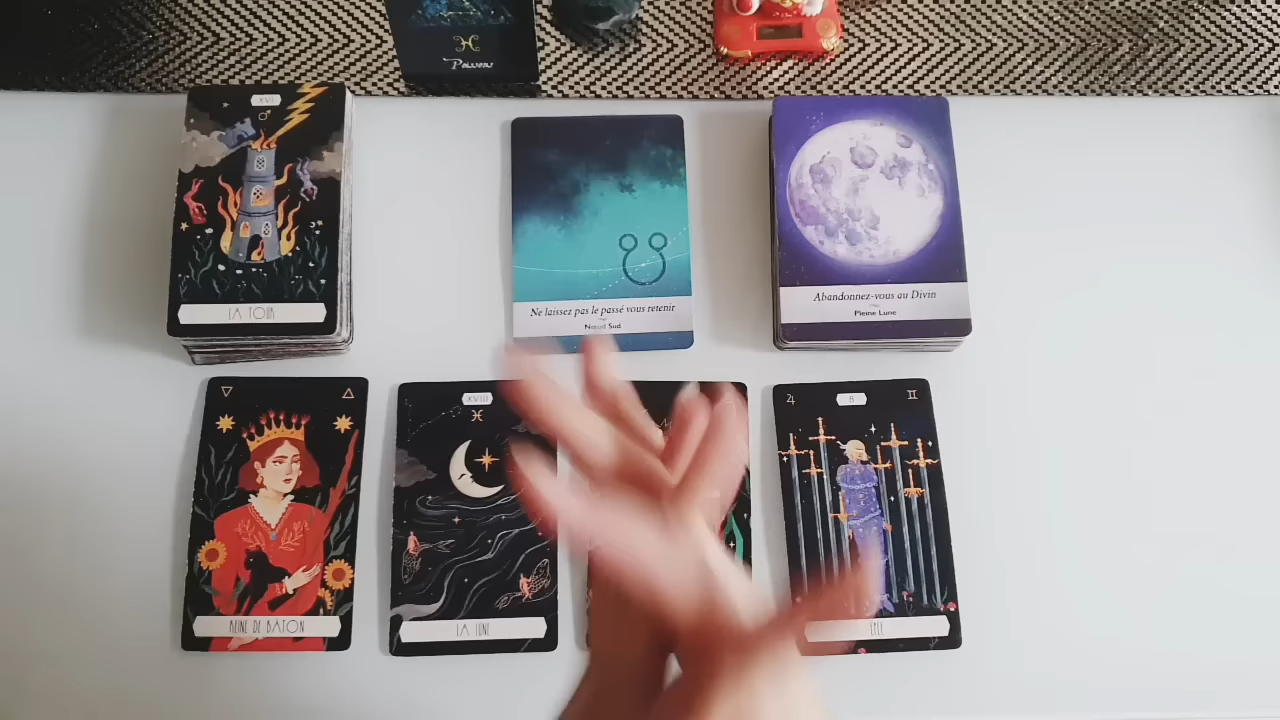 Poissons
XVI
LA TOUR
Ne laissez pas le passé vous retenir
Nœud Sud
Abandonnez-vous au Divin
Pleine Lune
REINE DE BATON
XVIII
LA LUNE
8
ÉPÉE